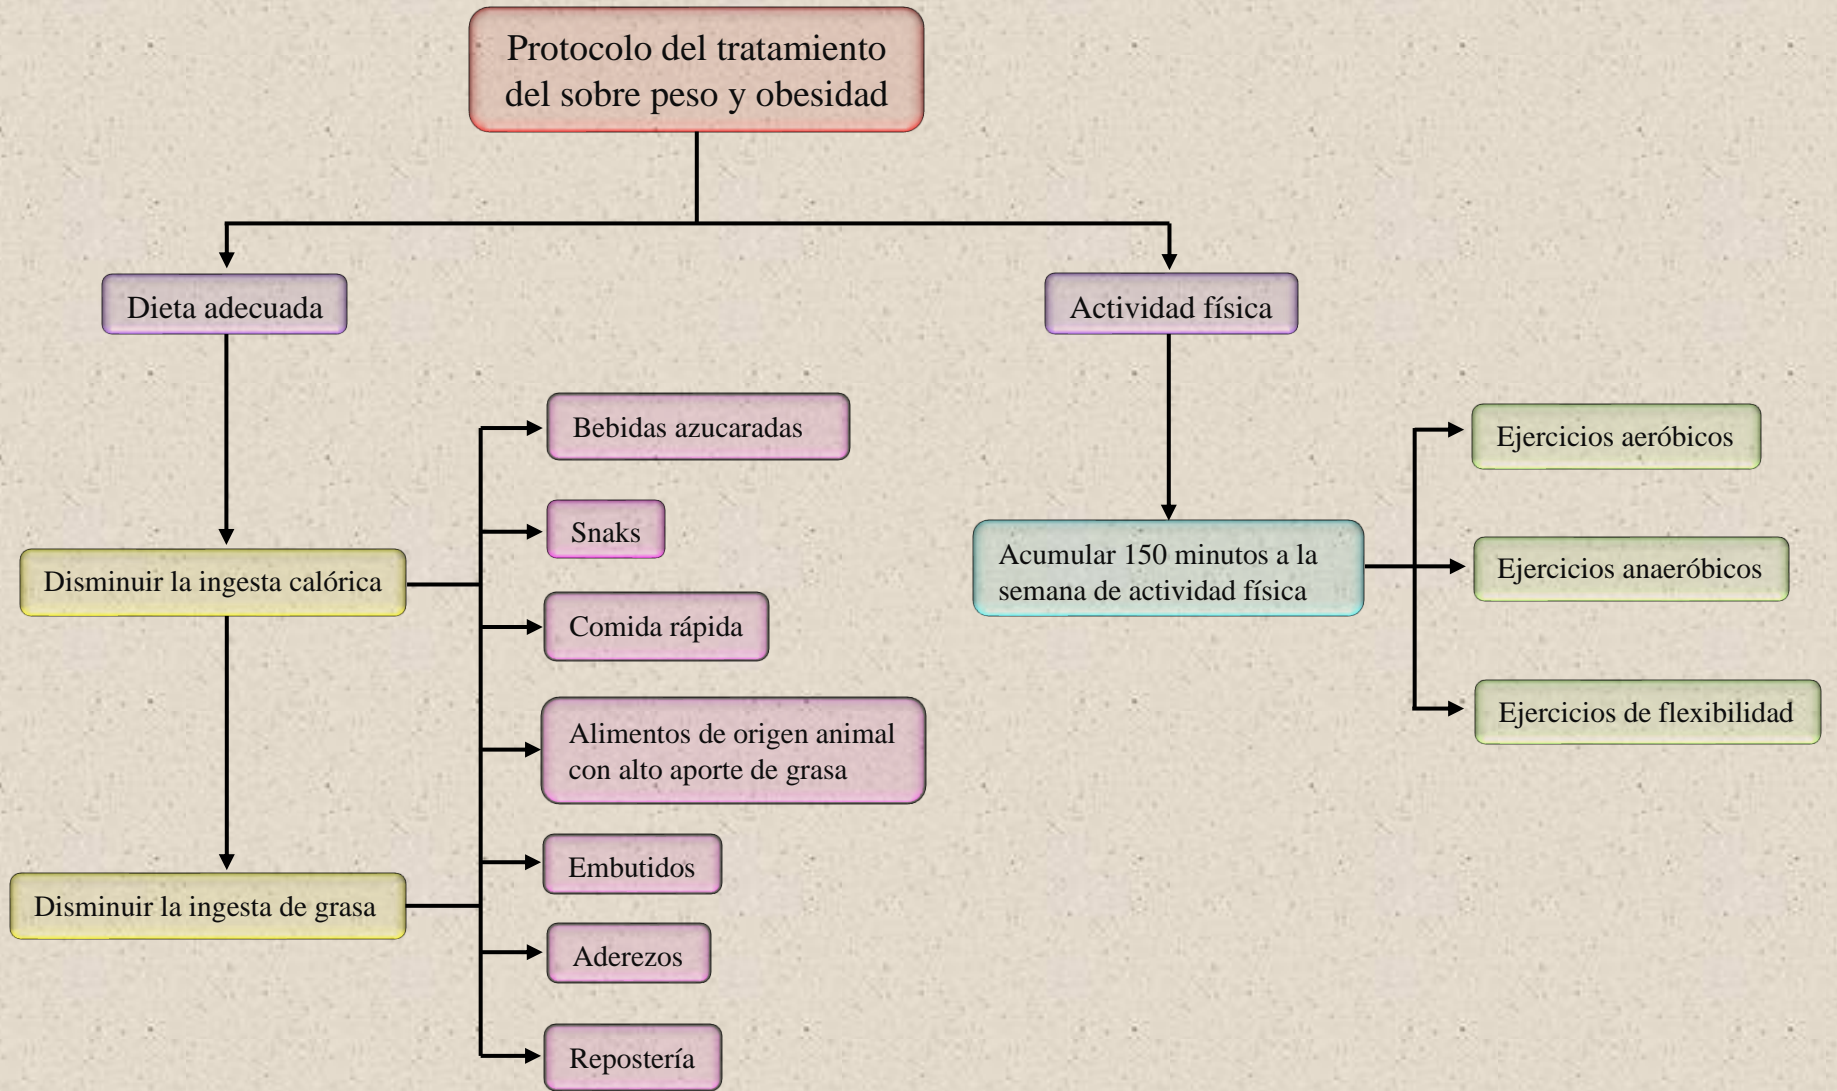 Protocolo del tratamiento
del sobre peso y obesidad
Dieta adecuada
Actividad física
Disminuir la ingesta calórica
Disminuir la ingesta de grasa
Bebidas azucaradas
Snaks
Comida rápida
Alimentos de origen animal
con alto aporte de grasa
Embutidos
Aderezos
Repostería
Acumular 150 minutos a la
semana de actividad física
Ejercicios aeróbicos
Ejercicios anaeróbicos
Ejercicios de flexibilidad